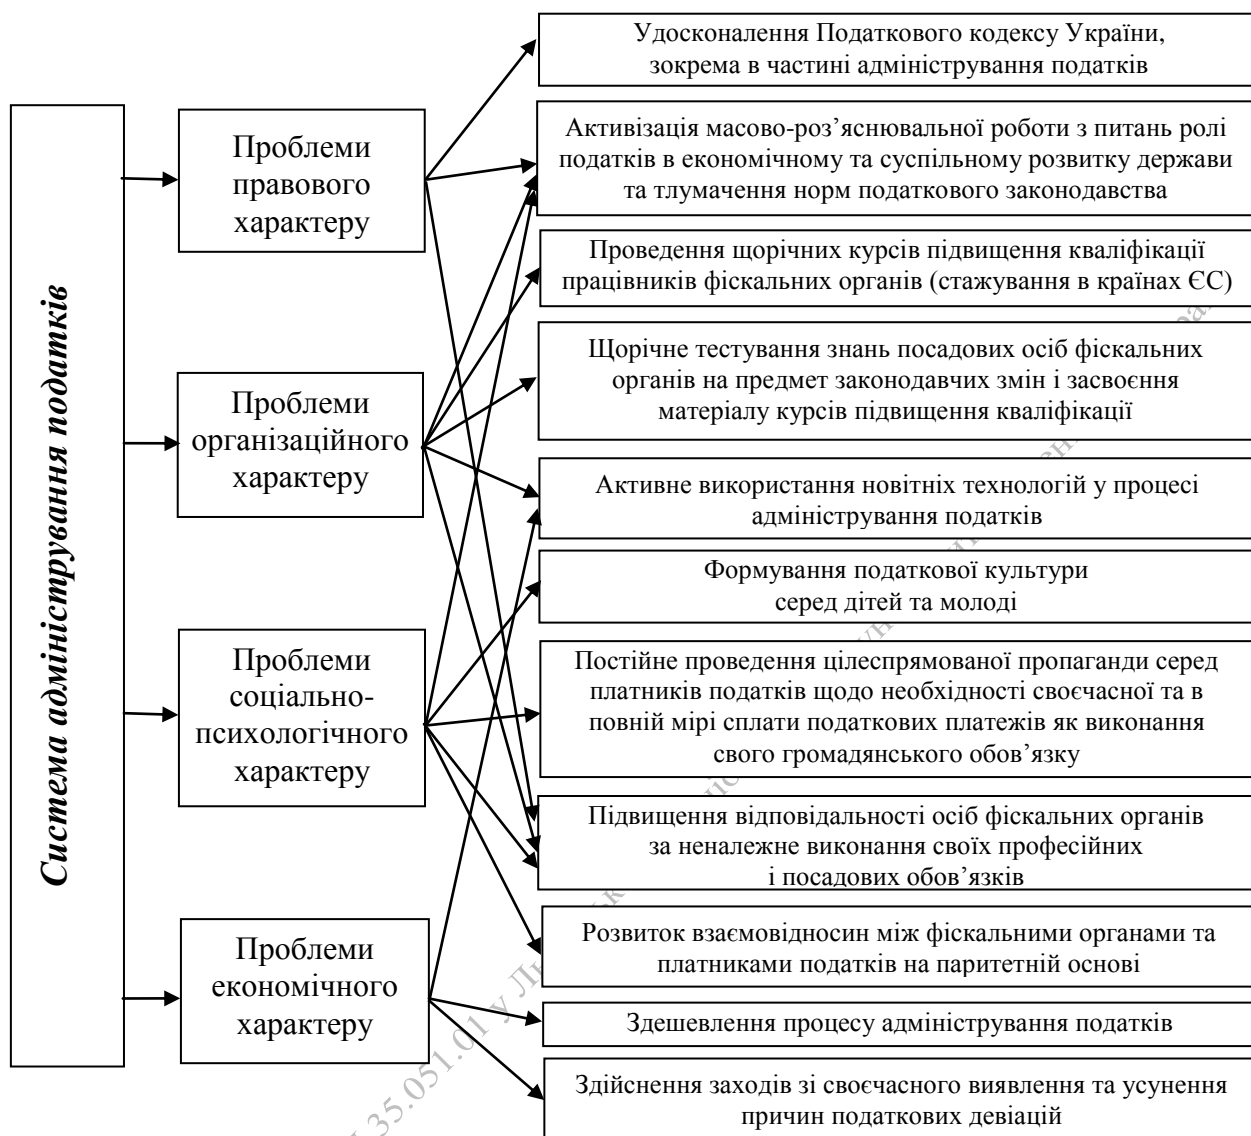 Система адміністрування податків
Проблеми
правового
характеру
Проблеми
організаційного
характеру
Проблеми
соціально-
психологічного
характеру
Проблеми
економічного
характеру
Удосконалення Податкового кодексу України,
зокрема в частині адміністрування податків
Активізація масово-роз’яснювальної роботи з питань ролі
податків в економічному та суспільному розвитку держави
та тлумачення норм податкового законодавства
Проведення щорічних курсів підвищення кваліфікації
працівників фіскальних органів (стажування в країнах ЄС)
Щорічне тестування знань посадових осіб фіскальних
органів на предмет законодавчих змін і засвоєння
матеріалу курсів підвищення кваліфікації
Активне використання новітніх технологій у процесі
адміністрування податків
Формування податкової культури
серед дітей та молоді
Постійне проведення цілеспрямованої пропаганди серед
платників податків щодо необхідності своєчасної та в
повній мірі сплати податкових платежів як виконання
свого громадянського обов’язку
Підвищення відповідальності осіб фіскальних органів
за неналежне виконання своїх професійних
і посадових обов’язків
Розвиток взаємовідносин між фіскальними органами та
платниками податків на паритетній основі
Здешевлення процесу адміністрування податків
Здійснення заходів зі своєчасного виявлення та усунення
причин податкових девіацій
35.051.01 у